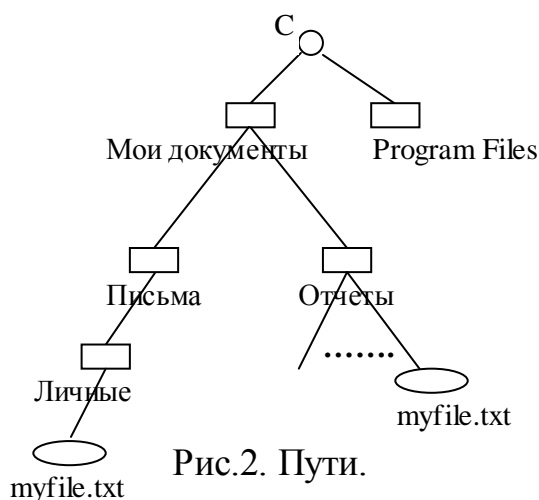 С
Мои документы
Program Files
Письма
Отчеты
Личные
myfile.txt
myfile.txt
Рис.2. Пути.